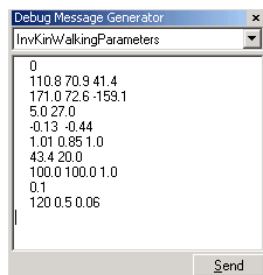 Debug Message Generator
InvKinWalkingParameters
0
110.8 70.9 41.4
171.0 72.6 -159.1
5.0 27.0
-0.13 -0.44
1.01 0.85 1.0
43.4 20.0
100.0 100.0 1.0
0.1
120 0.5 0.06
Send